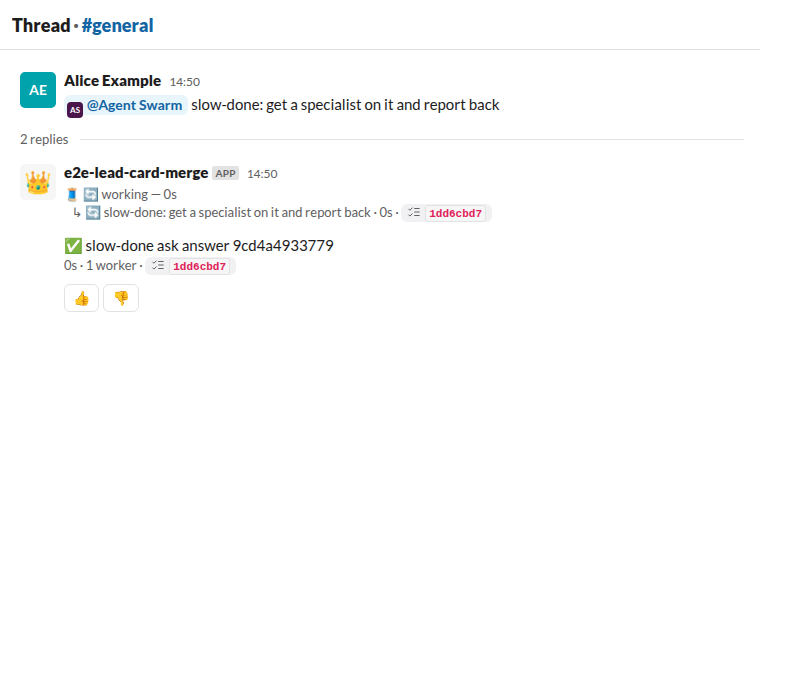 Thread • #general
AE
Alice Example 14:50
AS @Agent Swarm slow-done: get a specialist on it and report back
2 replies
e2e-lead-card-merge APP 14:50
🧵 🔄 working — 0s
↳ 🔄 slow-done: get a specialist on it and report back · 0s · 1dd6cbd7
✅ slow-done ask answer 9cd4a4933779
0s · 1 worker · 1dd6cbd7
👍 👎